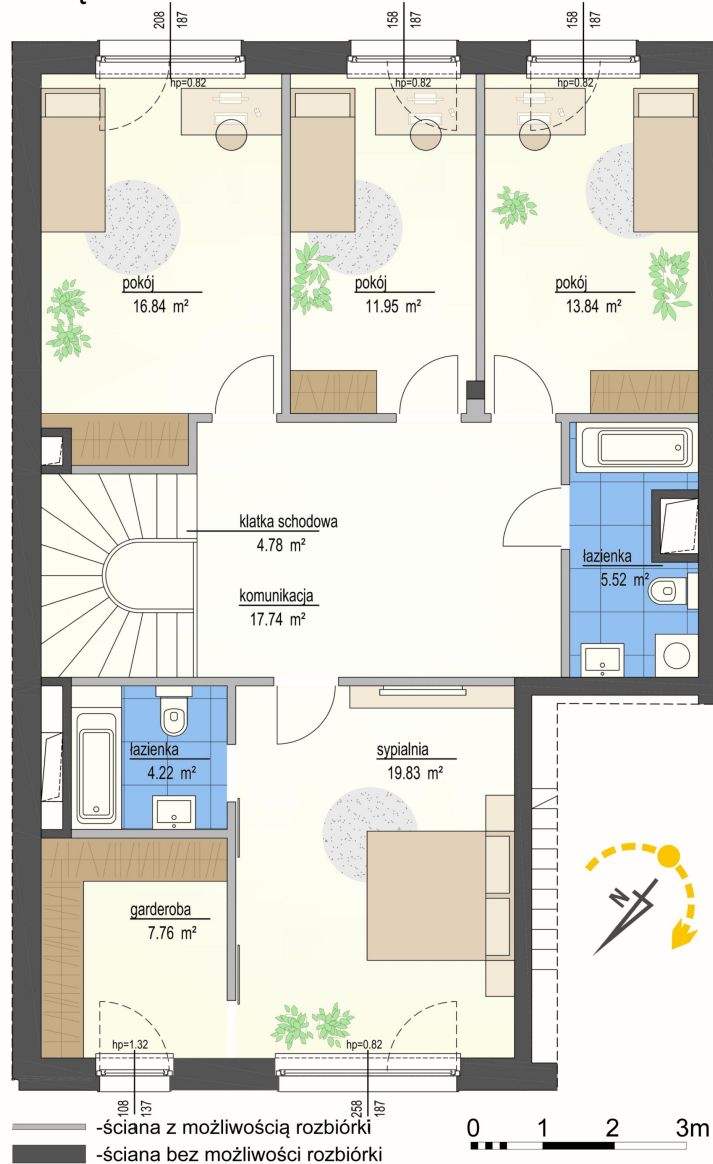 208
187
158
187
158
187
hp=0.82
hp=0.82
hp=0.82
pokój
16.84 m²
pokój
11.95 m²
pokój
13.84 m²
klatka schodowa
4.78 m²
komunikacja
17.74 m²
łazienka
5.52 m²
łazienka
4.22 m²
sypialnia
19.83 m²
garderoba
7.76 m²
N
hp=1.32
hp=0.82
108
137
258
187
-ściana z możliwością rozbiórki
-ściana bez możliwości rozbiórki
0 1 2 3m